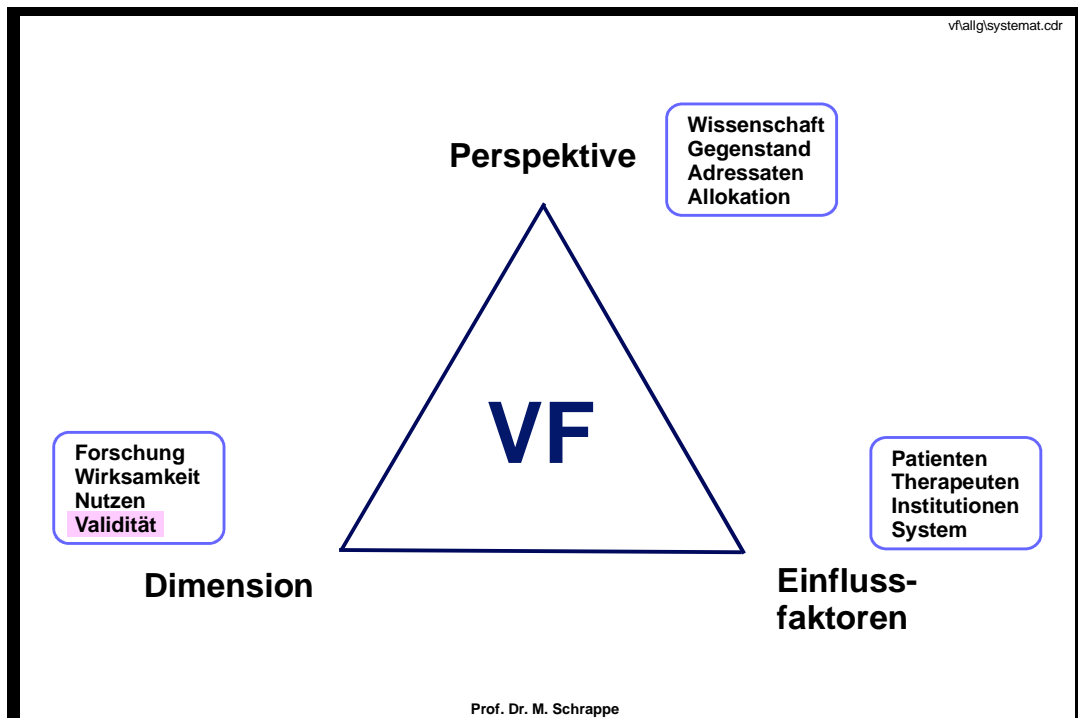 vf\allg\systemat.cdr
Perspektive
Wissenschaft
Gegenstand
Adressaten
Allokation
VF
Forschung
Wirksamkeit
Nutzen
Validität
Dimension
Patienten
Therapeuten
Institutionen
System
Einfluss-
faktoren
Prof. Dr. M. Schrappe